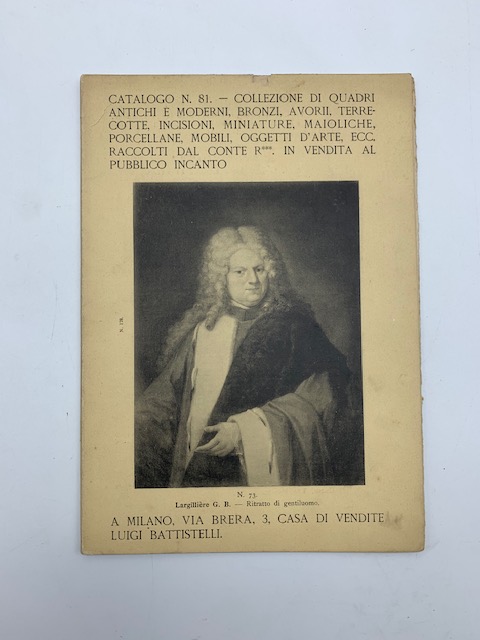 CATALOGO N. 81. — COLLEZIONE DI QUADRI
ANTICHI E MODERNI, BRONZI, AVORII, TERRE-
COTTE, INCISIONI, MINIATURE, MAIOLICHE,
PORCELLANE, MOBILI, OGGETTI D'ARTE, ECC.
RACCOLTI DAL CONTE R***. IN VENDITA AL
PUBBLICO INCANTO
N. 73.
Largillière G. B. — Ritratto di gentiluomo.
A MILANO, VIA BRERA, 3, CASA DI VENDITE
LUIGI BATTISTELLI.